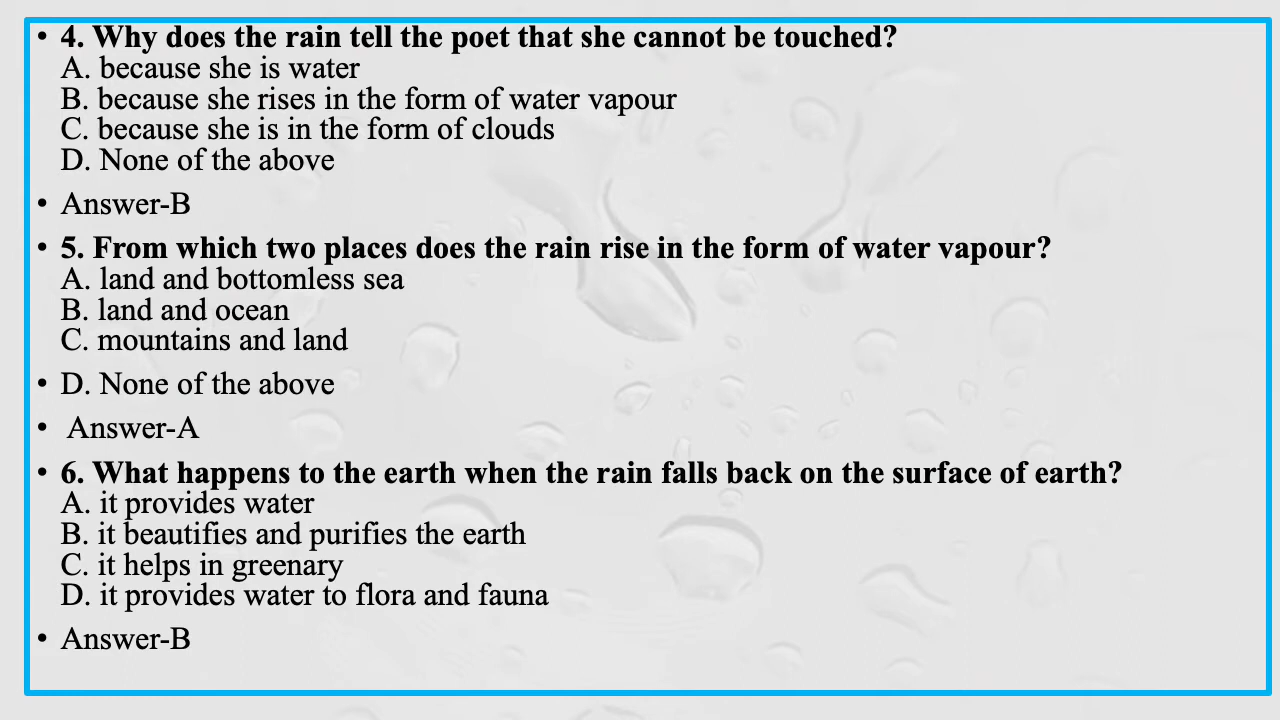 • 4. Why does the rain tell the poet that she cannot be touched?
A. because she is water
B. because she rises in the form of water vapour
C. because she is in the form of clouds
D. None of the above
• Answer-B
• 5. From which two places does the rain rise in the form of water vapour?
A. land and bottomless sea
B. land and ocean
C. mountains and land
• D. None of the above
• Answer-A
• 6. What happens to the earth when the rain falls back on the surface of earth?
A. it provides water
B. it beautifies and purifies the earth
C. it helps in greenary
D. it provides water to flora and fauna
• Answer-B